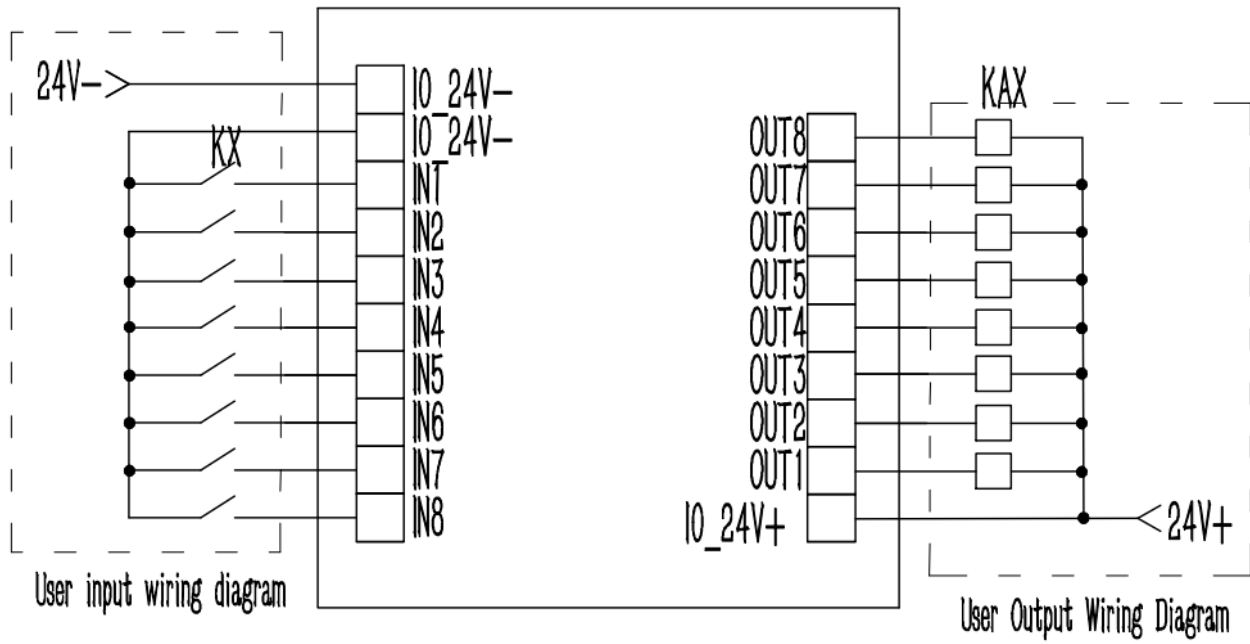 24V-
IO_24V-
IO_24V-
KX
IN1
IN2
IN3
IN4
IN5
IN6
IN7
IN8
User input wiring diagram
KAX
OUT8
OUT7
OUT6
OUT5
OUT4
OUT3
OUT2
OUT1
IO_24V+
24V+
User Output Wiring Diagram